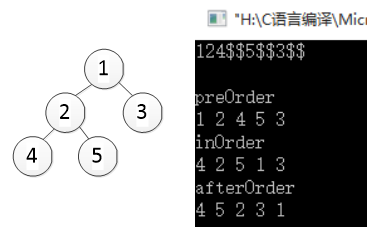 1
2
3
4
5
"H:\C语言编译\Micr
124$$5$$3$$
preOrder
1 2 4 5 3
inOrder
4 2 5 1 3
afterOrder
4 5 2 3 1